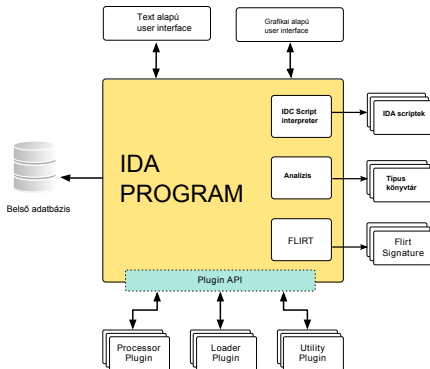 Text alapú
user interface
Grafikai alapú
user interface
IDA
PROGRAM
IDC Script
interpreter
IDA scriptek
Analízis
Típus
könyvtár
FLIRT
Flirt
Signature
Belső adatbázis
Plugin API
Processor
Plugin
Loader
Plugin
Utility
Plugin